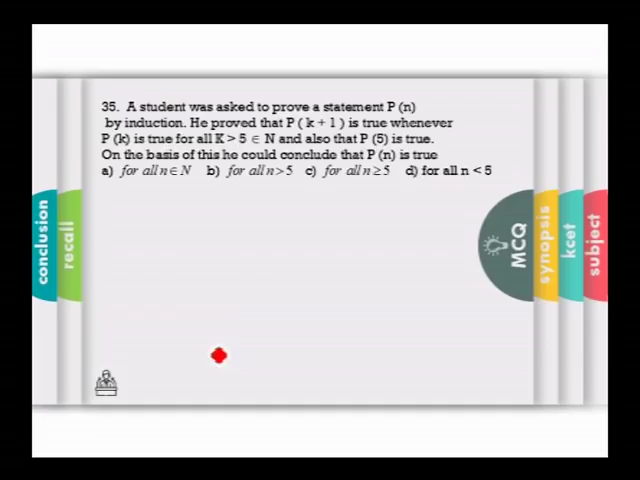 35. A student was asked to prove a statement P (n)
by induction. He proved that P ( k + 1 ) is true whenever
P (k) is true for all K > 5 ∈ N and also that P (5) is true.
On the basis of this he could conclude that P (n) is true
a) for all n ∈ N b) for all n > 5 c) for all n ≥ 5 d) for all n < 5
conclusion
recall
MCQ
synopsis
kcet
subject